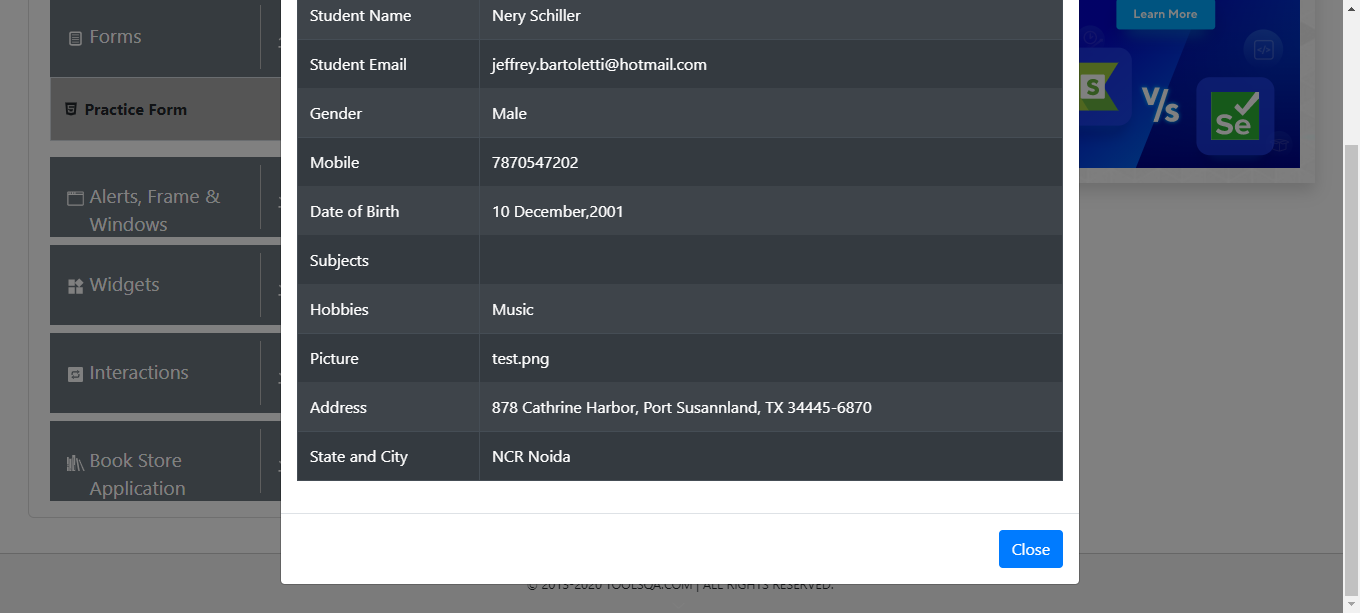 Forms
Practice Form
Alerts, Frame &
Windows
Widgets
Interactions
Book Store
Application
Student Name Nery Schiller
Student Email jeffrey.bartoletti@hotmail.com
Gender Male
Mobile 7870547202
Date of Birth 10 December,2001
Subjects
Hobbies Music
Picture test.png
Address 878 Cathrine Harbor, Port Susannland, TX 34445-6870
State and City NCR Noida
Close
Learn More
S
V/s
Se
© 2013-2020 TOOLSQA.COM | ALL RIGHTS RESERVED.